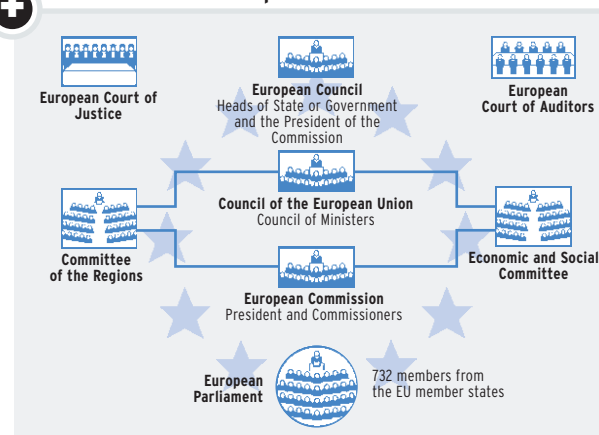 European Court of
Justice
European Council
Heads of State or Government
and the President of the
Commission
European
Court of Auditors
Council of the European Union
Council of Ministers
Committee
of the Regions
Economic and Social
Committee
European Commission
President and Commissioners
European
Parliament
732 members from
the EU member states